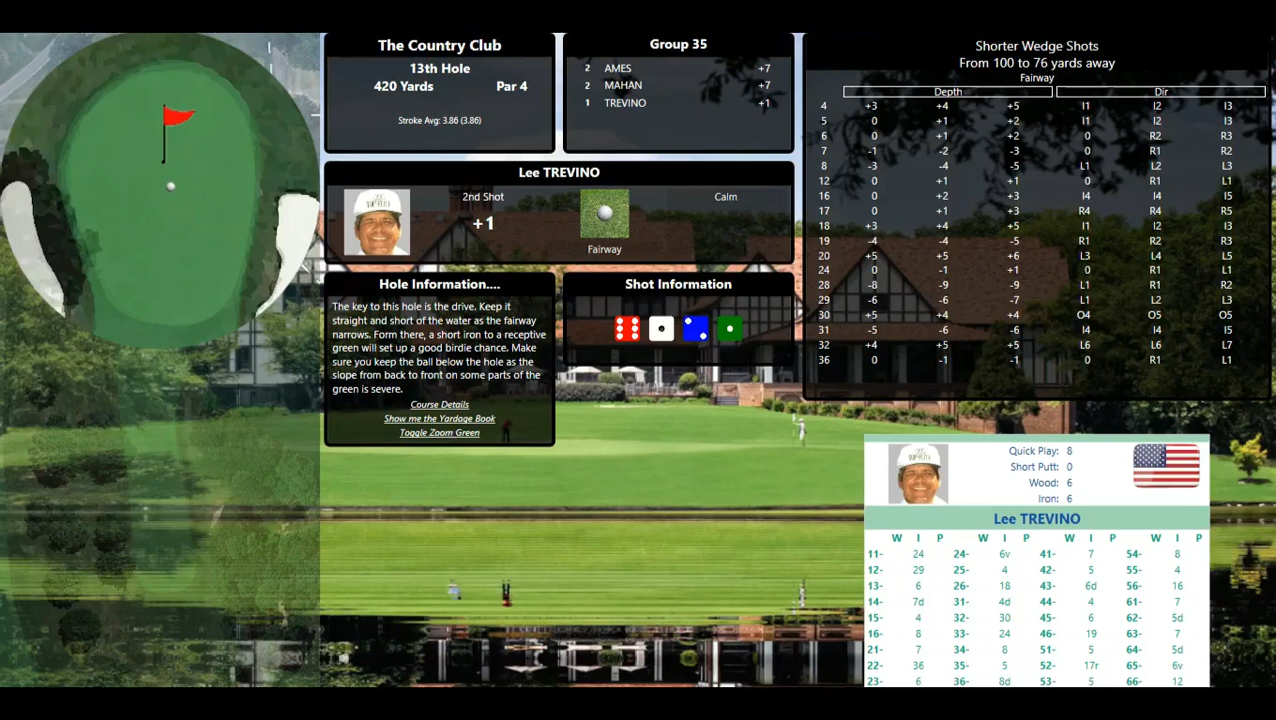 The Country Club
13th Hole
420 Yards Par 4
Stroke Avg: 3.86 (3.86)
Group 35
2 AMES +7
2 MAHAN +7
1 TREVINO +1
Lee TREVINO
2nd Shot
+1
Fairway
Calm
Hole Information....
The key to this hole is the drive. Keep it
straight and short of the water as the fairway
narrows. Form there, a short iron to a receptive
green will set up a good birdie chance. Make
sure you keep the ball below the hole as the
slope from back to front on some parts of the
green is severe.
Course Details
Show me the Yardage Book
Toggle Zoom Green
Shot Information
Shorter Wedge Shots
From 100 to 76 yards away
Fairway
Depth Dir
4 +3 +4 +5 I1 I2 I3
5 0 +1 +2 I1 I2 I3
6 0 +1 +2 0 R2 R3
7 -1 -2 -3 0 R1 R2
8 -3 -4 -5 L1 L2 L3
12 0 +1 +1 0 R1 L1
16 0 +2 +3 I4 I4 I5
17 0 +1 +3 R4 R4 R5
18 +3 +4 +5 I1 I2 I3
19 -4 -4 -5 R1 R2 R3
20 +5 +5 +6 L3 L4 L5
24 0 -1 +1 0 R1 L1
28 -8 -9 -9 L1 R1 R2
29 -6 -6 -7 L1 L2 L3
30 +5 +4 +4 O4 O5 O5
31 -5 -6 -6 I4 I4 I5
32 +4 +5 +5 L6 L6 L7
36 0 -1 -1 0 R1 L1
Quick Play: 8
Short Putt: 0
Wood: 6
Iron: 6
Lee TREVINO
W I P W I P W I P W I P
11- 24 24- 6v 41- 7 54- 8
12- 29 25- 4 42- 5 55- 4
13- 6 26- 18 43- 6d 56- 16
14- 7d 31- 4d 44- 4 61- 7
15- 4 32- 30 45- 6 62- 5d
16- 8 33- 24 46- 19 63- 7
21- 7 34- 8 51- 5 64- 5d
22- 36 35- 5 52- 17r 65- 6v
23- 6 36- 8d 53- 5 66- 12